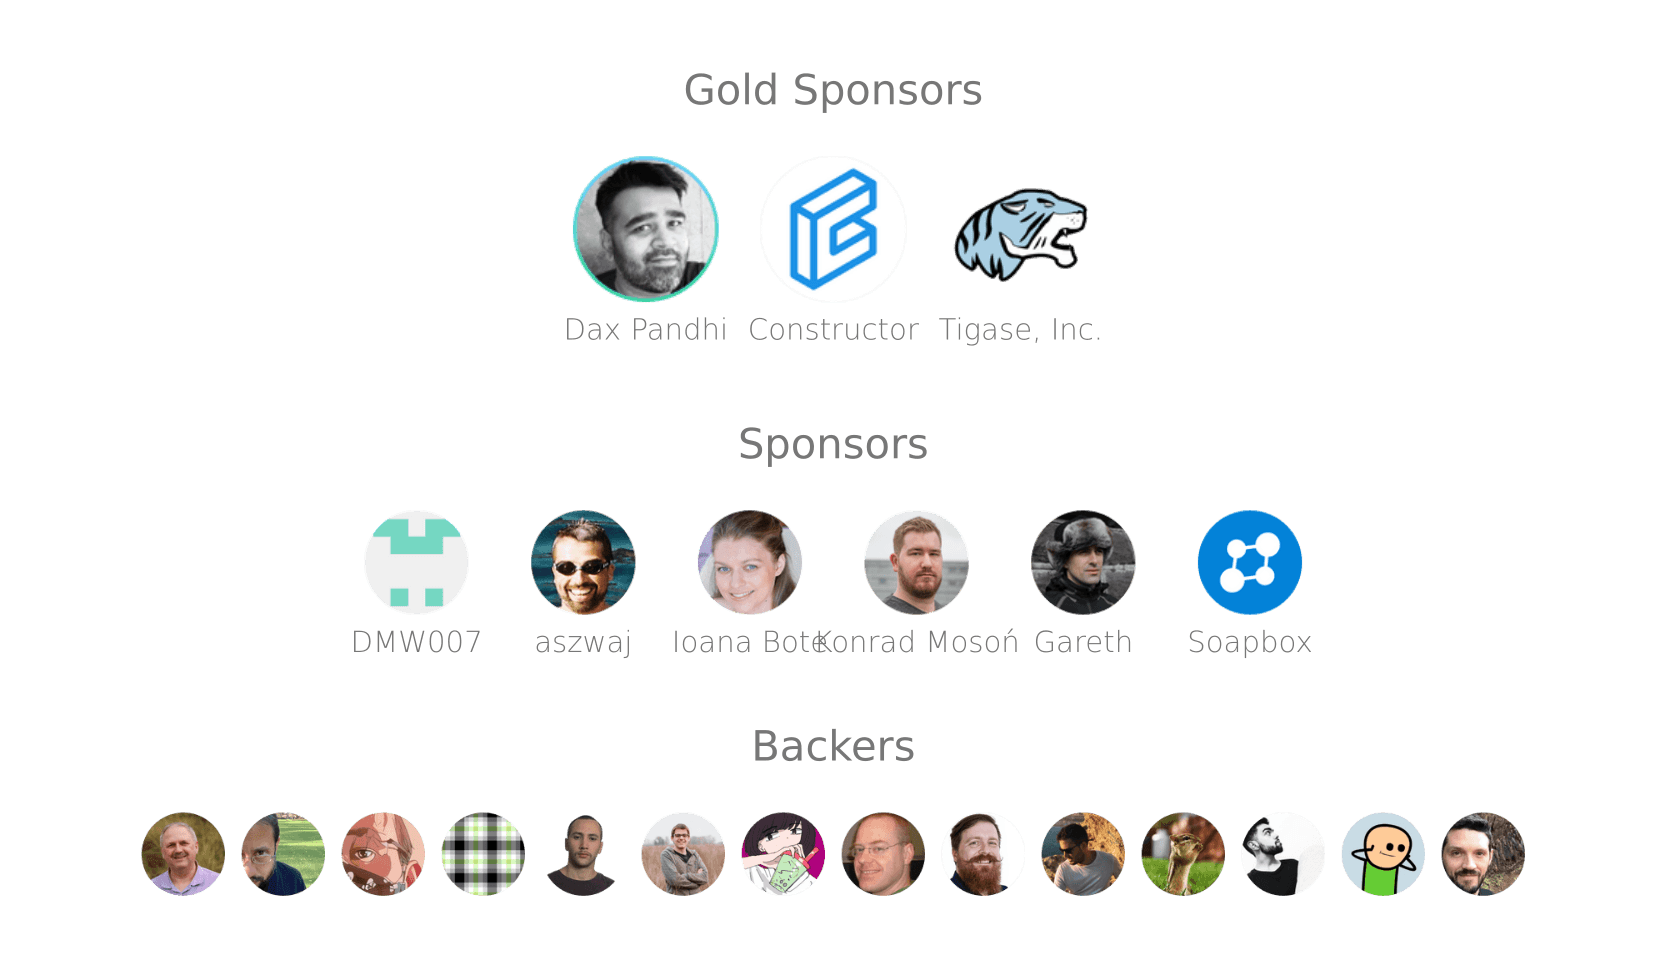 Gold Sponsors
Dax Pandhi Constructor Tigase, Inc.
Sponsors
DMW007 aszwaj Ioana Bote Konrad Mosoń Gareth Soapbox
Backers